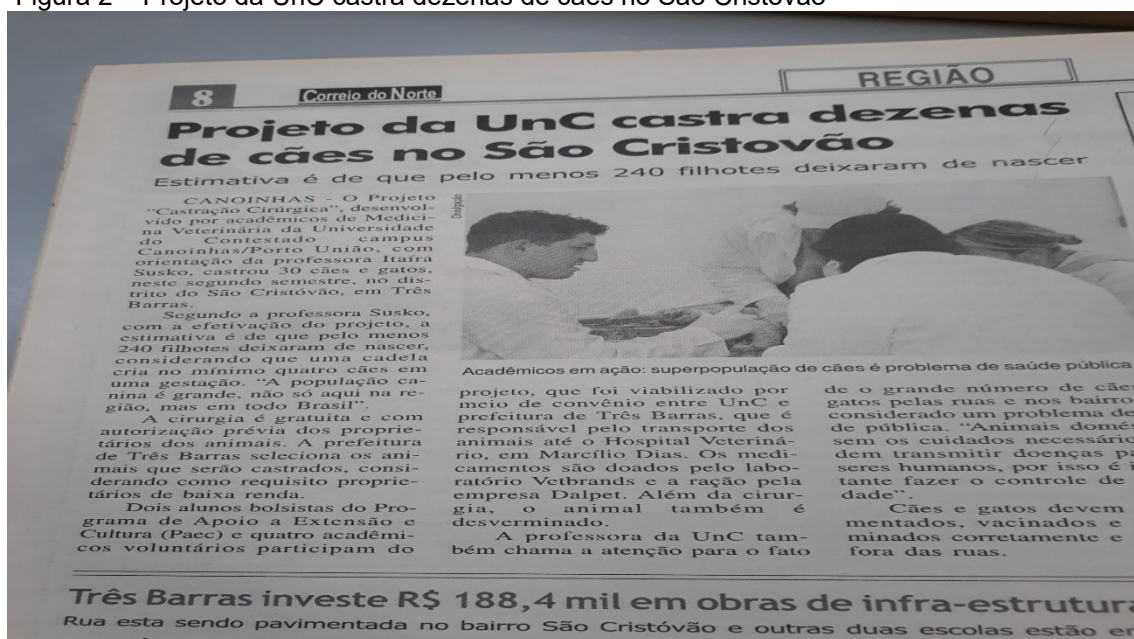 Figura 2 – Projeto da UnC castra dezenas de cães no São Cristóvão
8
Correio do Norte
REGIÃO
Projeto da UnC castra dezenas
de cães no São Cristovão
Estimativa é de que pelo menos 240 filhotes deixaram de nascer
CANOINHAS - O Projeto
"Castração Cirúrgica", desenvol-
vido por acadêmicos de Medici-
na Veterinária da Universidade
do Contestado campus
Canoinhas/Porto União, com
orientação da professora Itaíra
Susko, castrou 30 cães e gatos,
neste segundo semestre, no dis-
trito do São Cristóvão, em Três
Barras.
Segundo a professora Susko,
com a efetivação do projeto, a
estimativa é de que pelo menos
240 filhotes deixaram de nascer,
considerando que uma cadela
cria no mínimo quatro cães em
uma gestação. "A população ca-
nina é grande, não só aqui na re-
gião, mas em todo Brasil".
A cirurgia é gratuita e com
autorização prévia dos proprie-
tários dos animais. A prefeitura
de Três Barras seleciona os ani-
mais que serão castrados, consi-
derando como requisito proprie-
tários de baixa renda.
Dois alunos bolsistas do Pro-
grama de Apoio a Extensão e
Cultura (Paec) e quatro acadêmi-
cos voluntários participam do
Divulgação
Acadêmicos em ação: superpopulação de cães é problema de saúde pública
projeto, que foi viabilizado por
meio de convênio entre UnC e
prefeitura de Três Barras, que é
responsável pelo transporte dos
animais até o Hospital Veteriná-
rio, em Marcílio Dias. Os medi-
camentos são doados pelo labo-
ratório Vetbrands e a ração pela
empresa Dalpet. Além da cirur-
gia, o animal também é
desverminado.
A professora da UnC tam-
bém chama a atenção para o fato
de o grande número de cães
gatos pelas ruas e nos bairro
considerado um problema de
de pública. "Animais domés
sem os cuidados necessário
dem transmitir doenças pa
seres humanos, por isso é i
tante fazer o controle de
dade".
Cães e gatos devem
mentados, vacinados e
minados corretamente e
fora das ruas.
Três Barras investe R$ 188,4 mil em obras de infra-estrutura
Rua esta sendo pavimentada no bairro São Cristóvão e outras duas escolas estão em